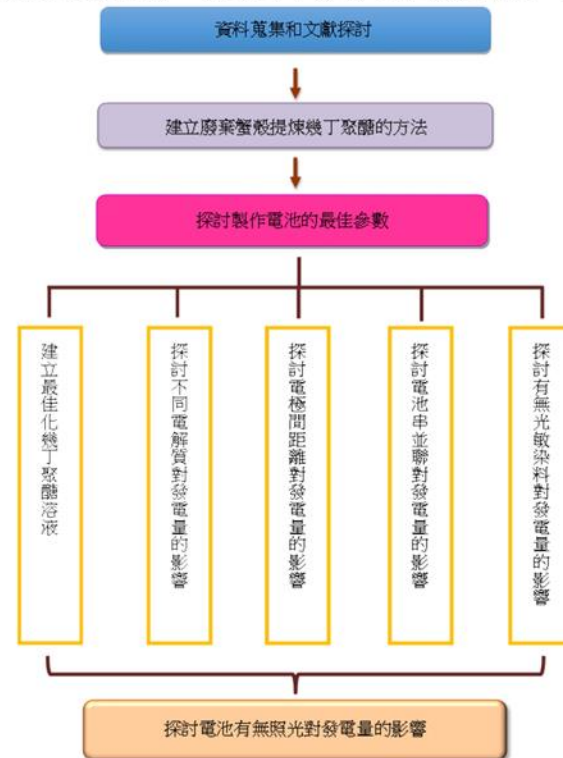 資料蒐集和文獻探討
建立廢棄蟹殼提煉幾丁聚醣的方法
探討製作電池的最佳參數
建立最佳化幾丁聚醣溶液
探討不同電解質對發電量的影響
探討電極間距離對發電量的影響
探討電池串並聯對發電量的影響
探討有無光敏染料對發電量的影響
探討電池有無照光對發電量的影響